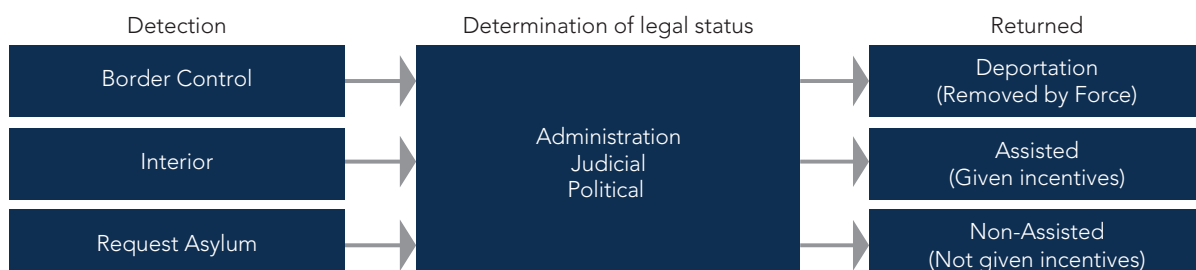 Detection
Determination of legal status
Returned
Border Control
Interior
Request Asylum
Administration
Judicial
Political
Deportation
(Removed by Force)
Assisted
(Given incentives)
Non-Assisted
(Not given incentives)